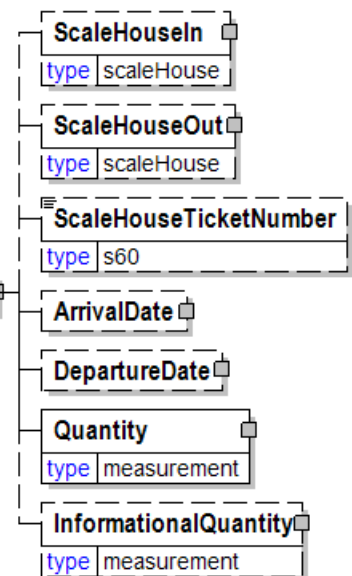 ScaleHouseIn
type scaleHouse
ScaleHouseOut
type scaleHouse
ScaleHouseTicketNumber
type s60
ArrivalDate
DepartureDate
Quantity
type measurement
InformationalQuantity
type measurement